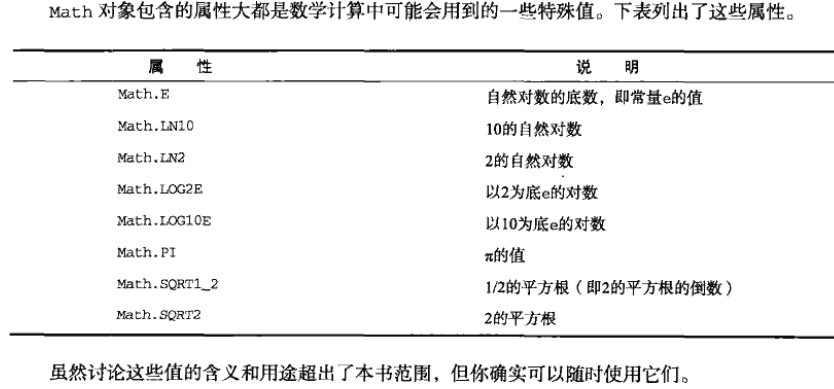 Math 对象包含的属性大都是数学计算中可能会用到的一些特殊值。下表列出了这些属性。
属 性 说 明
Math.E 自然对数的底数，即常量e的值
Math.LN10 10的自然对数
Math.LN2 2的自然对数
Math.LOG2E 以2为底e的对数
Math.LOG10E 以10为底e的对数
Math.PI π的值
Math.SQRT1_2 1/2的平方根（即2的平方根的倒数）
Math.SQRT2 2的平方根
虽然讨论这些值的含义和用途超出了本书范围，但你确实可以随时使用它们。